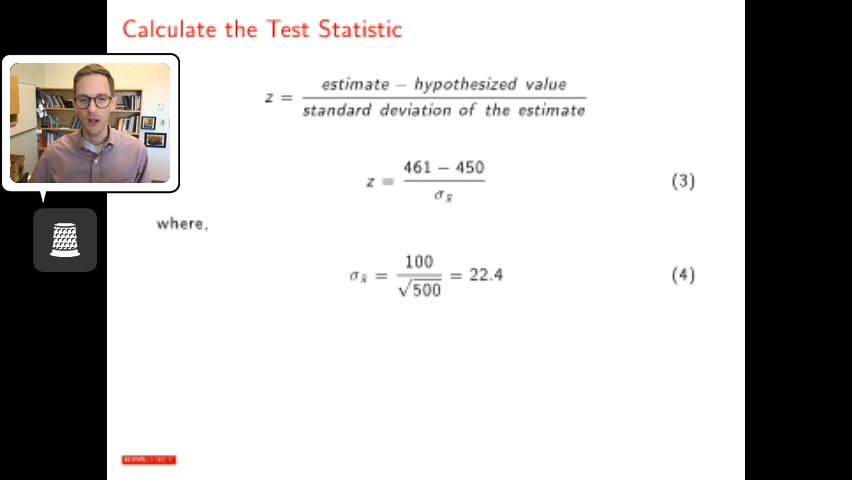 Calculate the Test Statistic
z = estimate − hypothesized value / standard deviation of the estimate
z = 461 − 450 / σx̄ (3)
where,
σx̄ = 100 / √500 = 22.4 (4)